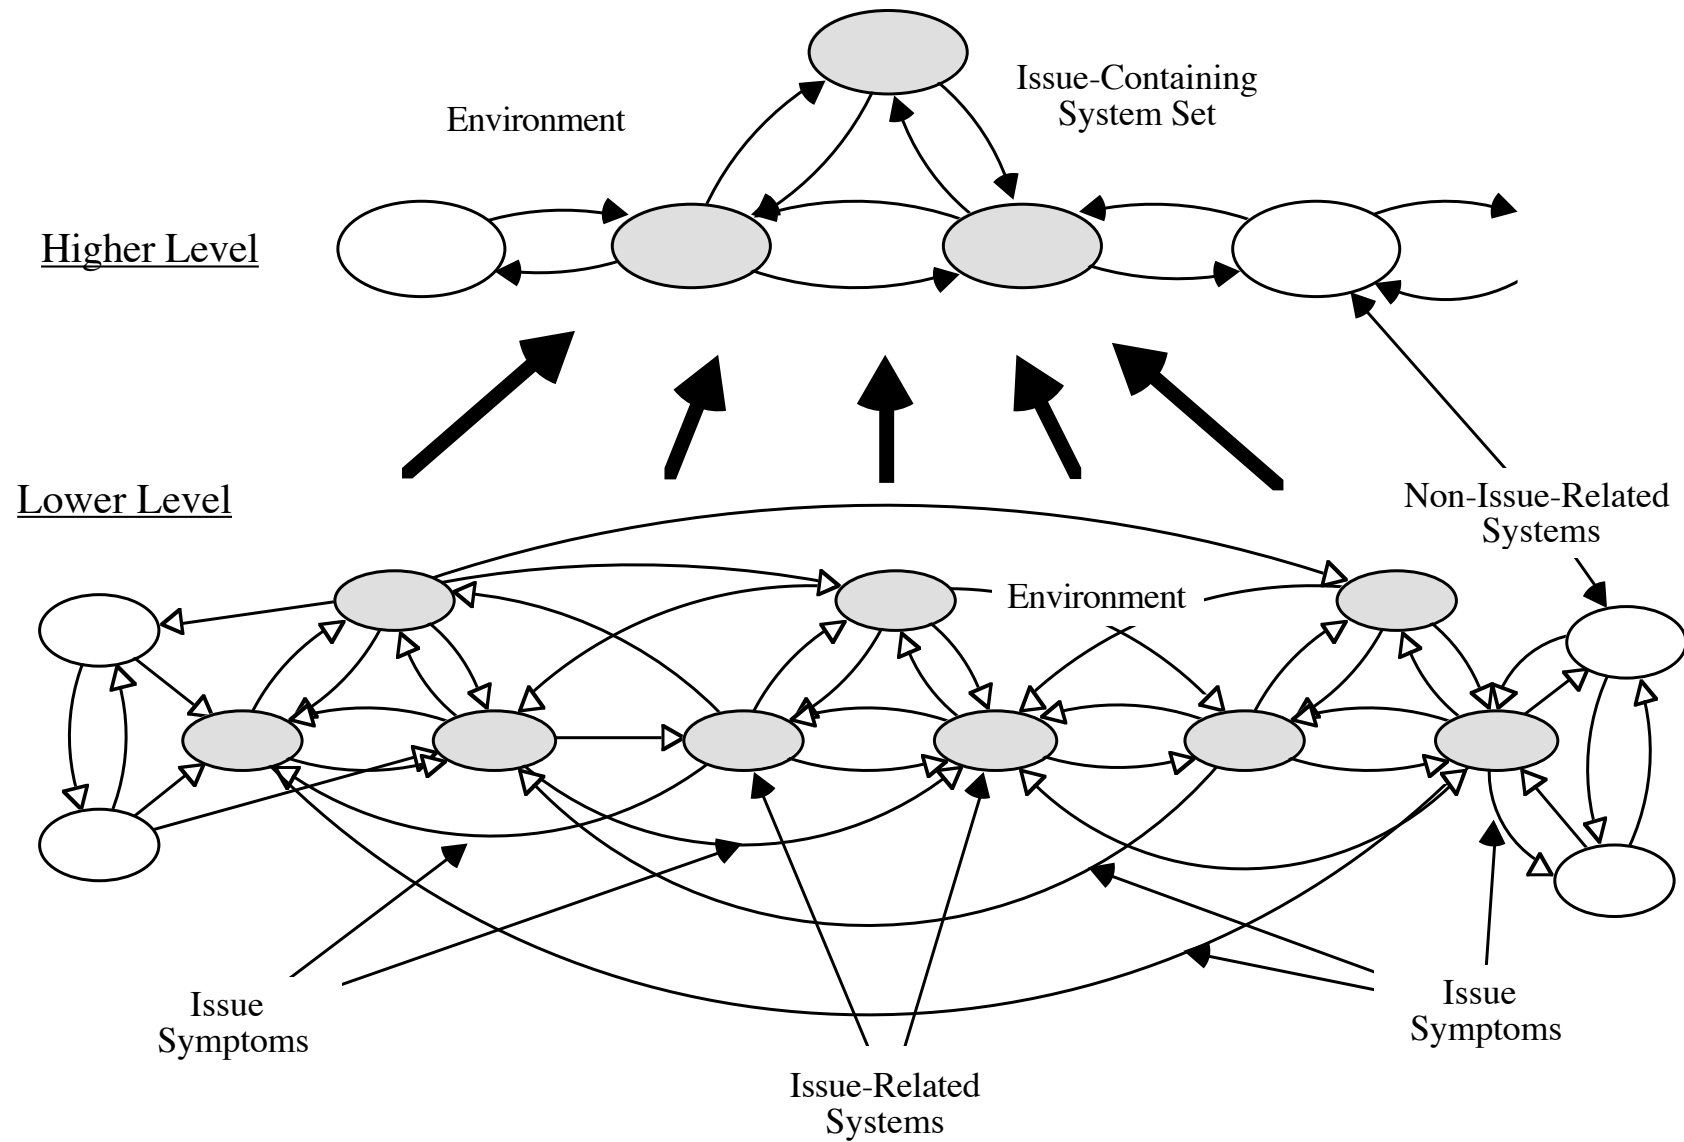 Issue-Containing
System Set
Environment
Higher Level
Lower Level
Non-Issue-Related
Systems
Environment
Issue
Symptoms
Issue
Symptoms
Issue-Related
Systems